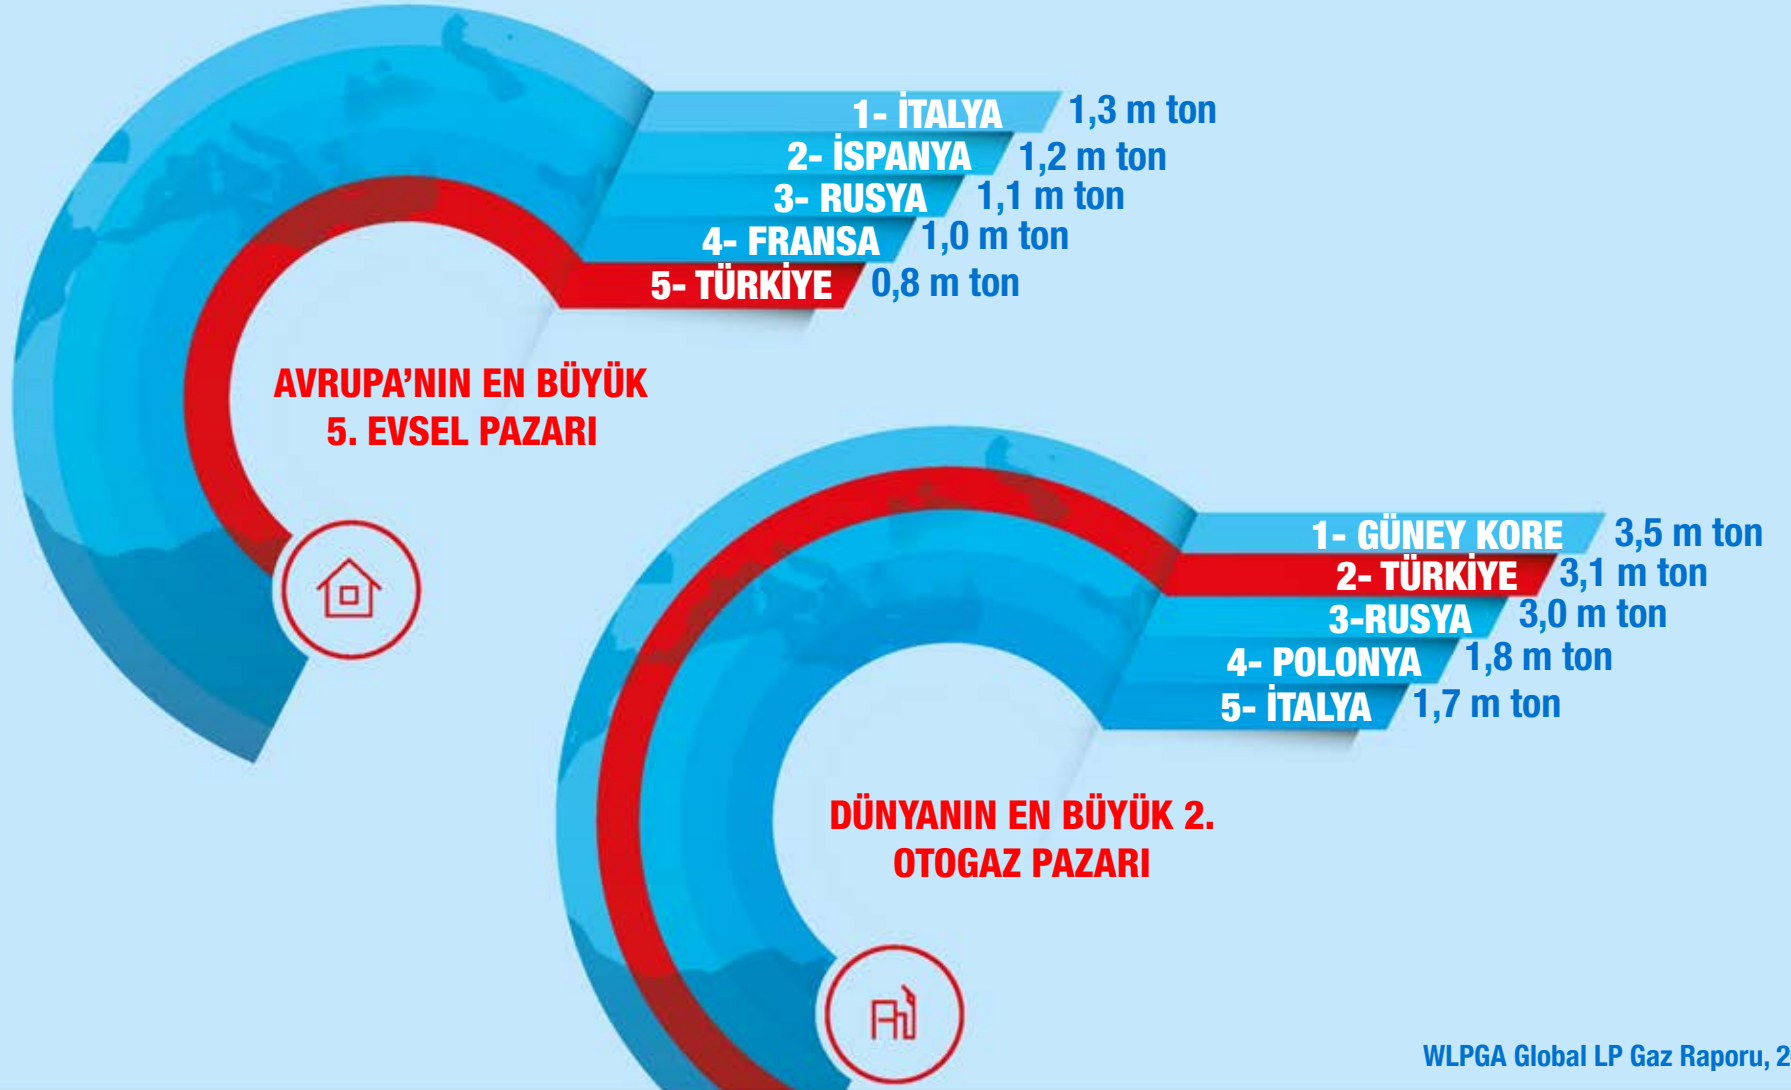 1- İTALYA 1,3 m ton
2- İSPANYA 1,2 m ton
3- RUSYA 1,1 m ton
4- FRANSA 1,0 m ton
5- TÜRKİYE 0,8 m ton
AVRUPA’NIN EN BÜYÜK
5. EVSEL PAZARI
1- GÜNEY KORE 3,5 m ton
2- TÜRKİYE 3,1 m ton
3-RUSYA 3,0 m ton
4- POLONYA 1,8 m ton
5- İTALYA 1,7 m ton
DÜNYANIN EN BÜYÜK 2.
OTOGAZ PAZARI
WLPGA Global LP Gaz Raporu, 2